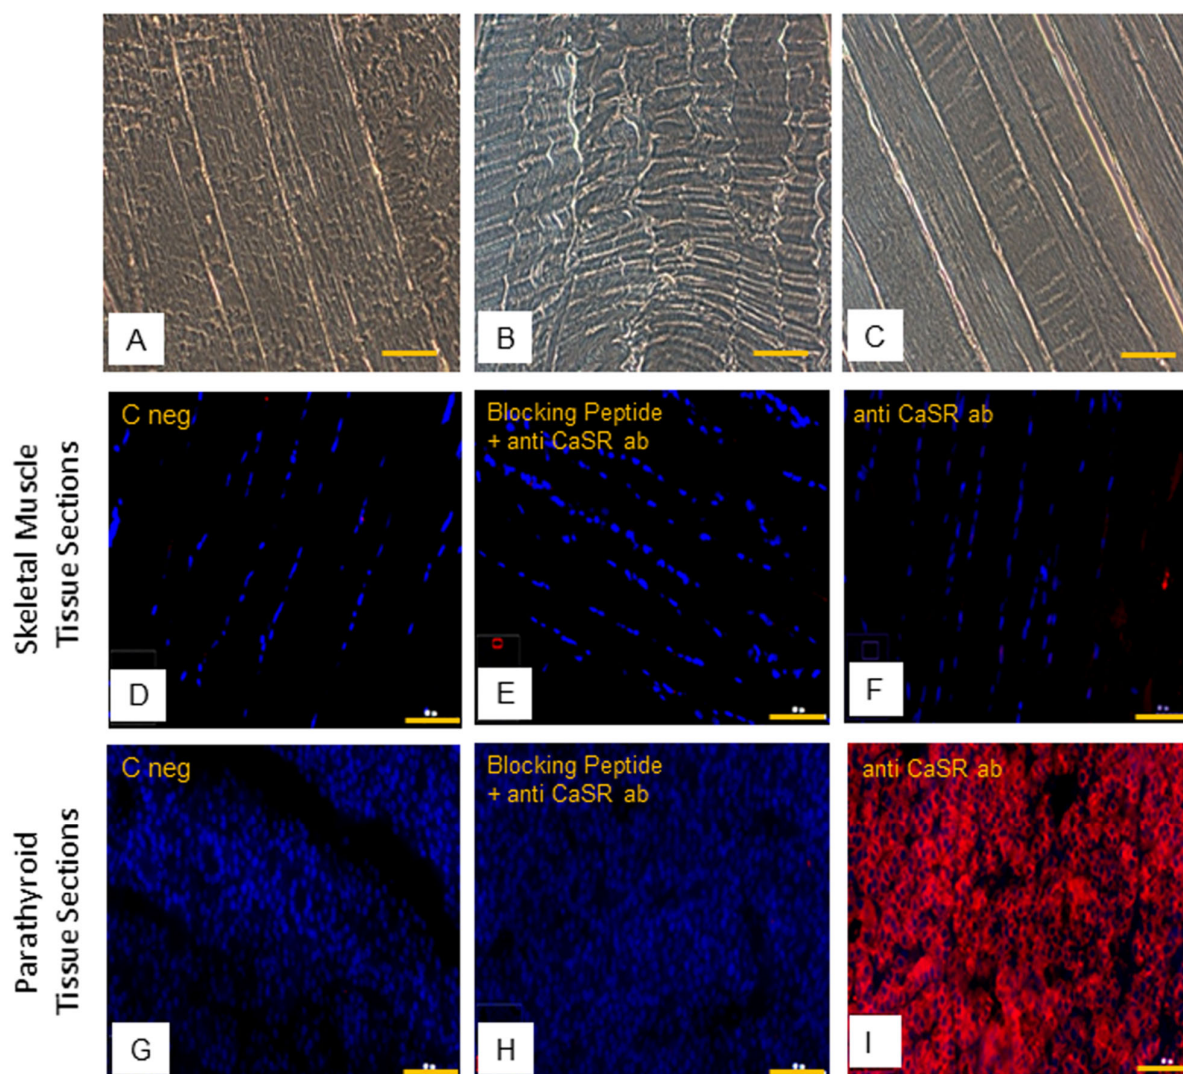 A
B
C
Skeletal Muscle
Tissue Sections
C neg
D
Blocking Peptide
+ anti CaSR ab
E
anti CaSR ab
F
Parathyroid
Tissue Sections
C neg
G
Blocking Peptide
+ anti CaSR ab
H
anti CaSR ab
I